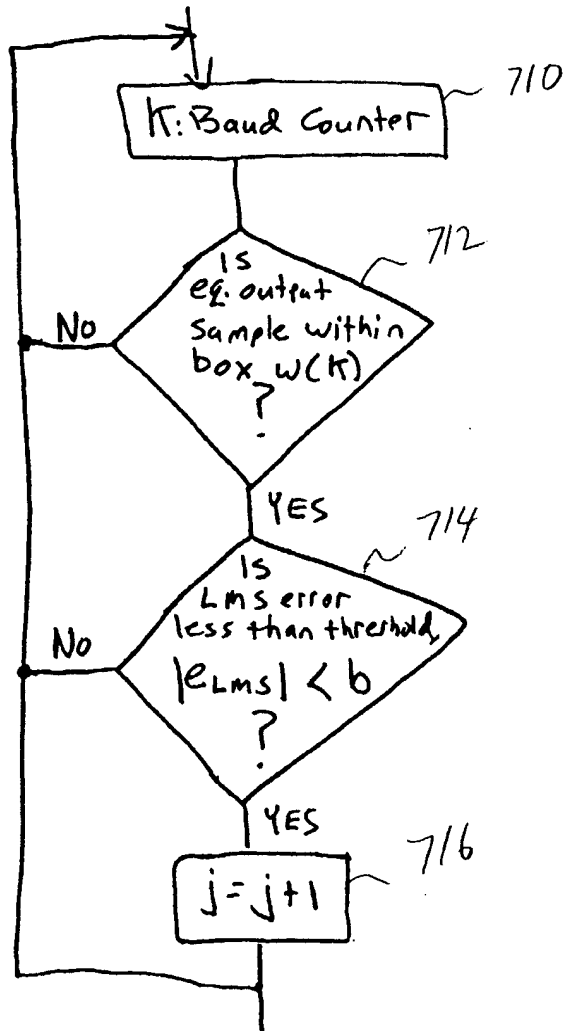 710
K: Baud Counter
712
Is
eq. output
sample within
box w(K)
?
No
YES
714
Is
Lms error
less than threshold,
|eLms| < b
?
No
YES
716
j = j + 1